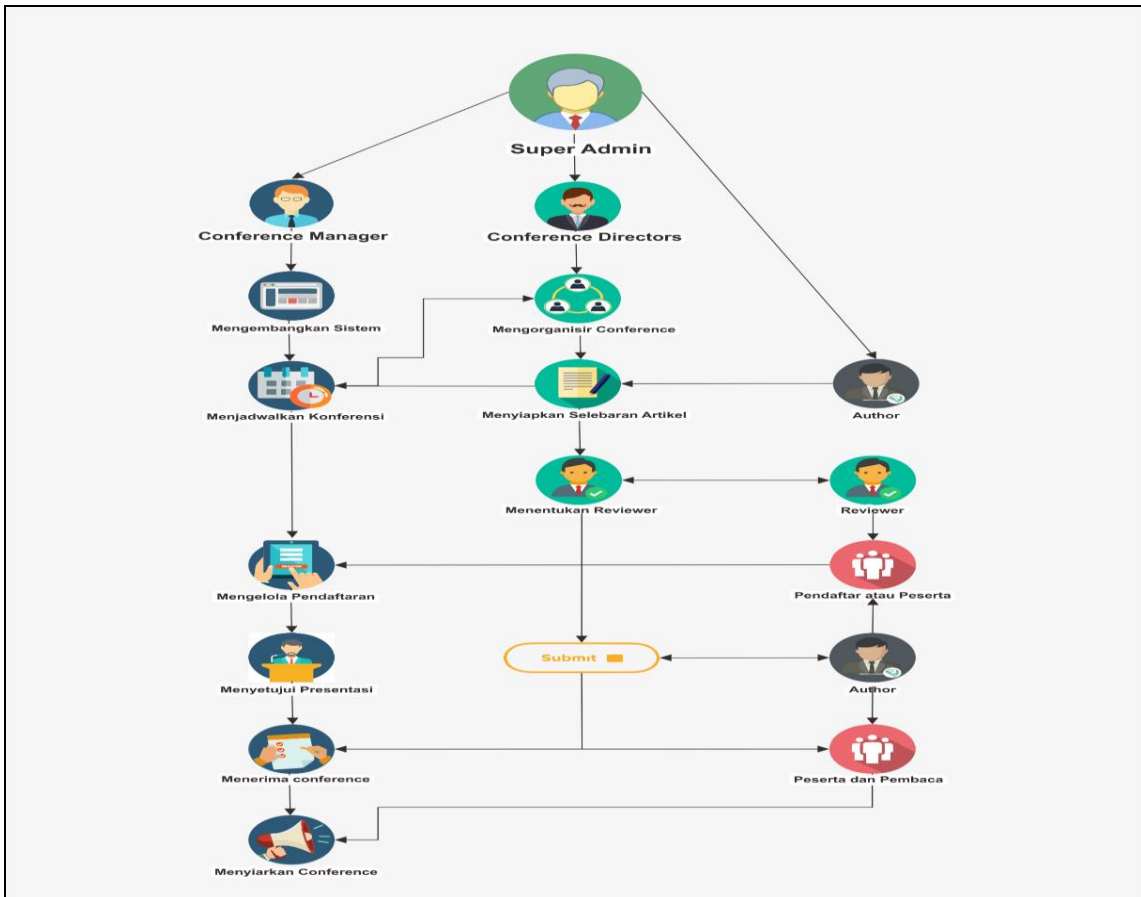 Super Admin
Conference Manager
Conference Directors
Mengembangkan Sistem
Mengorganisir Conference
Menjadwalkan Konferensi
Menyiapkan Selebaran Artikel
Author
Menentukan Reviewer
Reviewer
Mengelola Pendaftaran
Pendaftar atau Peserta
Submit
Menyetujui Presentasi
Author
Menerima conference
Peserta dan Pembaca
Menyiarkan Conference